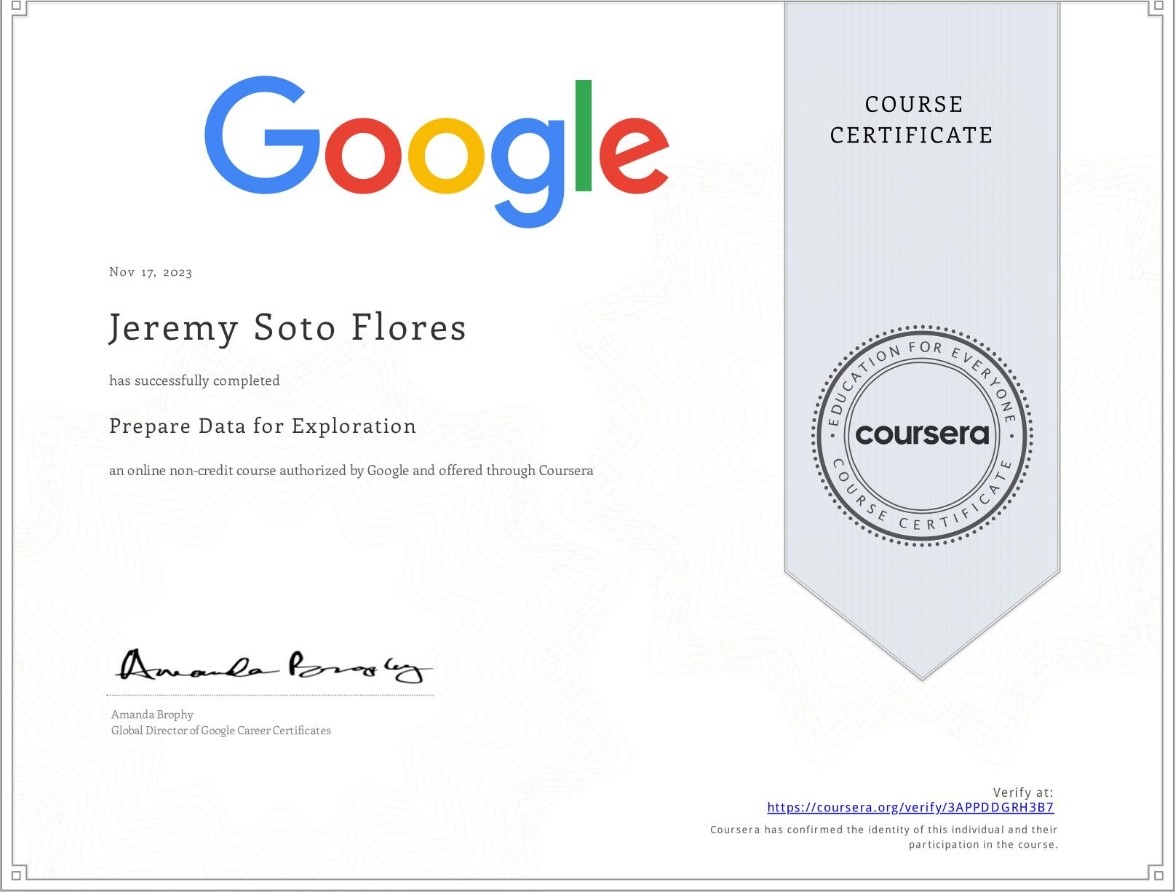 Google
COURSE
CERTIFICATE
Nov 17, 2023
Jeremy Soto Flores
has successfully completed
Prepare Data for Exploration
an online non-credit course authorized by Google and offered through Coursera
EDUCATION FOR EVERYONE
coursera
COURSE CERTIFICATE
Amanda Brophy
Amanda Brophy
Global Director of Google Career Certificates
Verify at:
https://coursera.org/verify/3APPDDGRH3B7
Coursera has confirmed the identity of this individual and their
participation in the course.